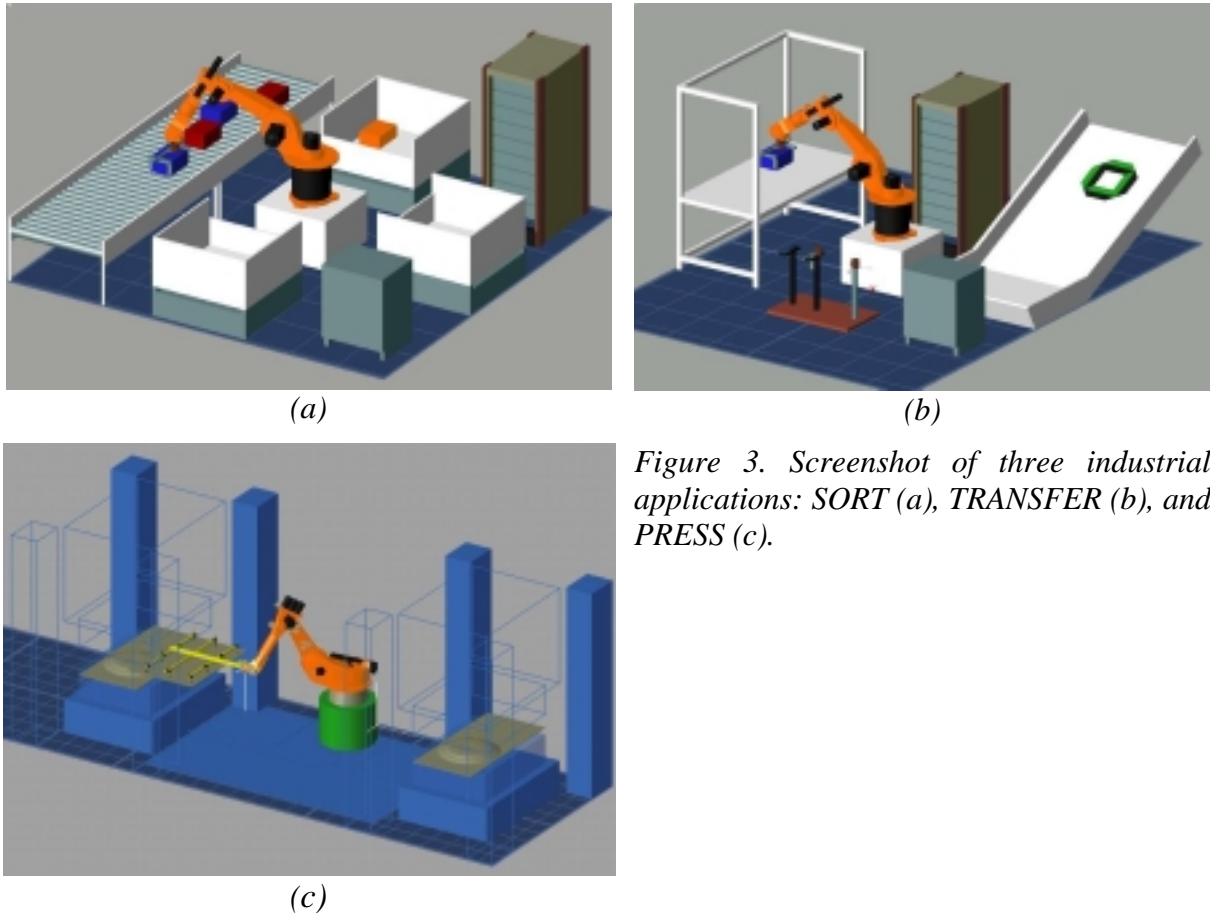 (a)
(b)
Figure 3. Screenshot of three industrial
applications: SORT (a), TRANSFER (b), and
PRESS (c).
(c)